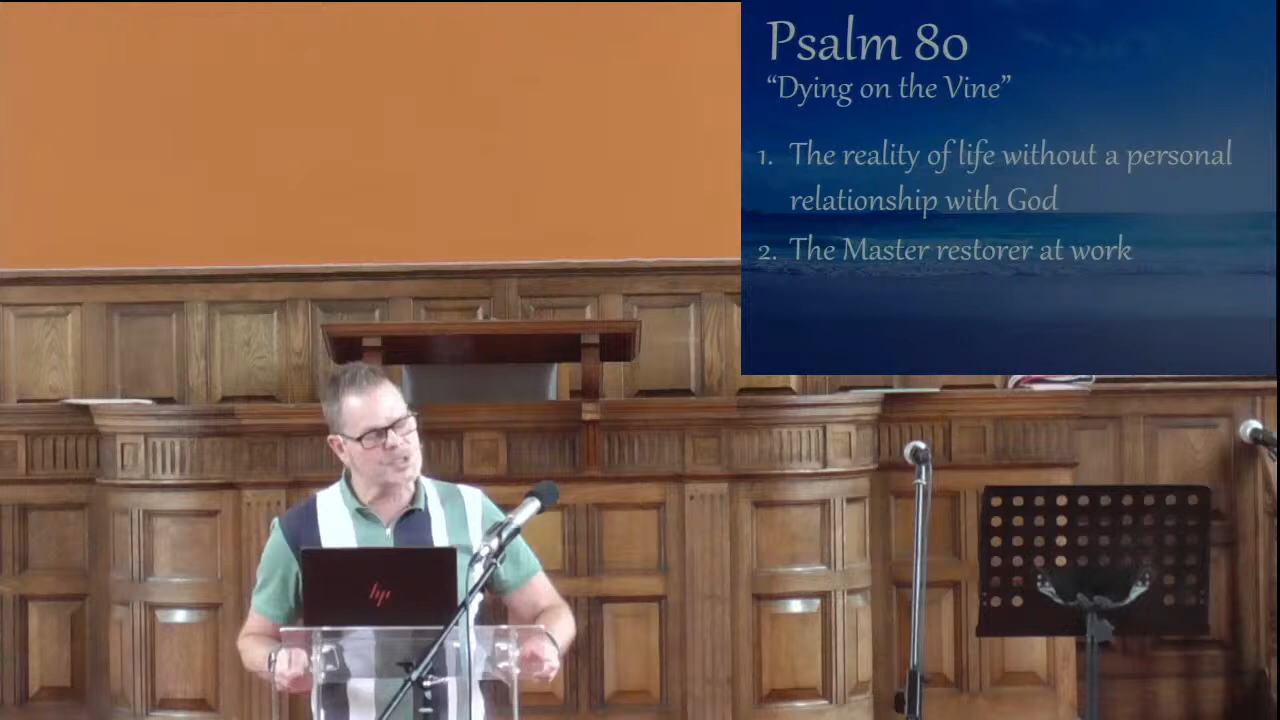 Psalm 80
“Dying on the Vine”
1. The reality of life without a personal
relationship with God
2. The Master restorer at work
hp